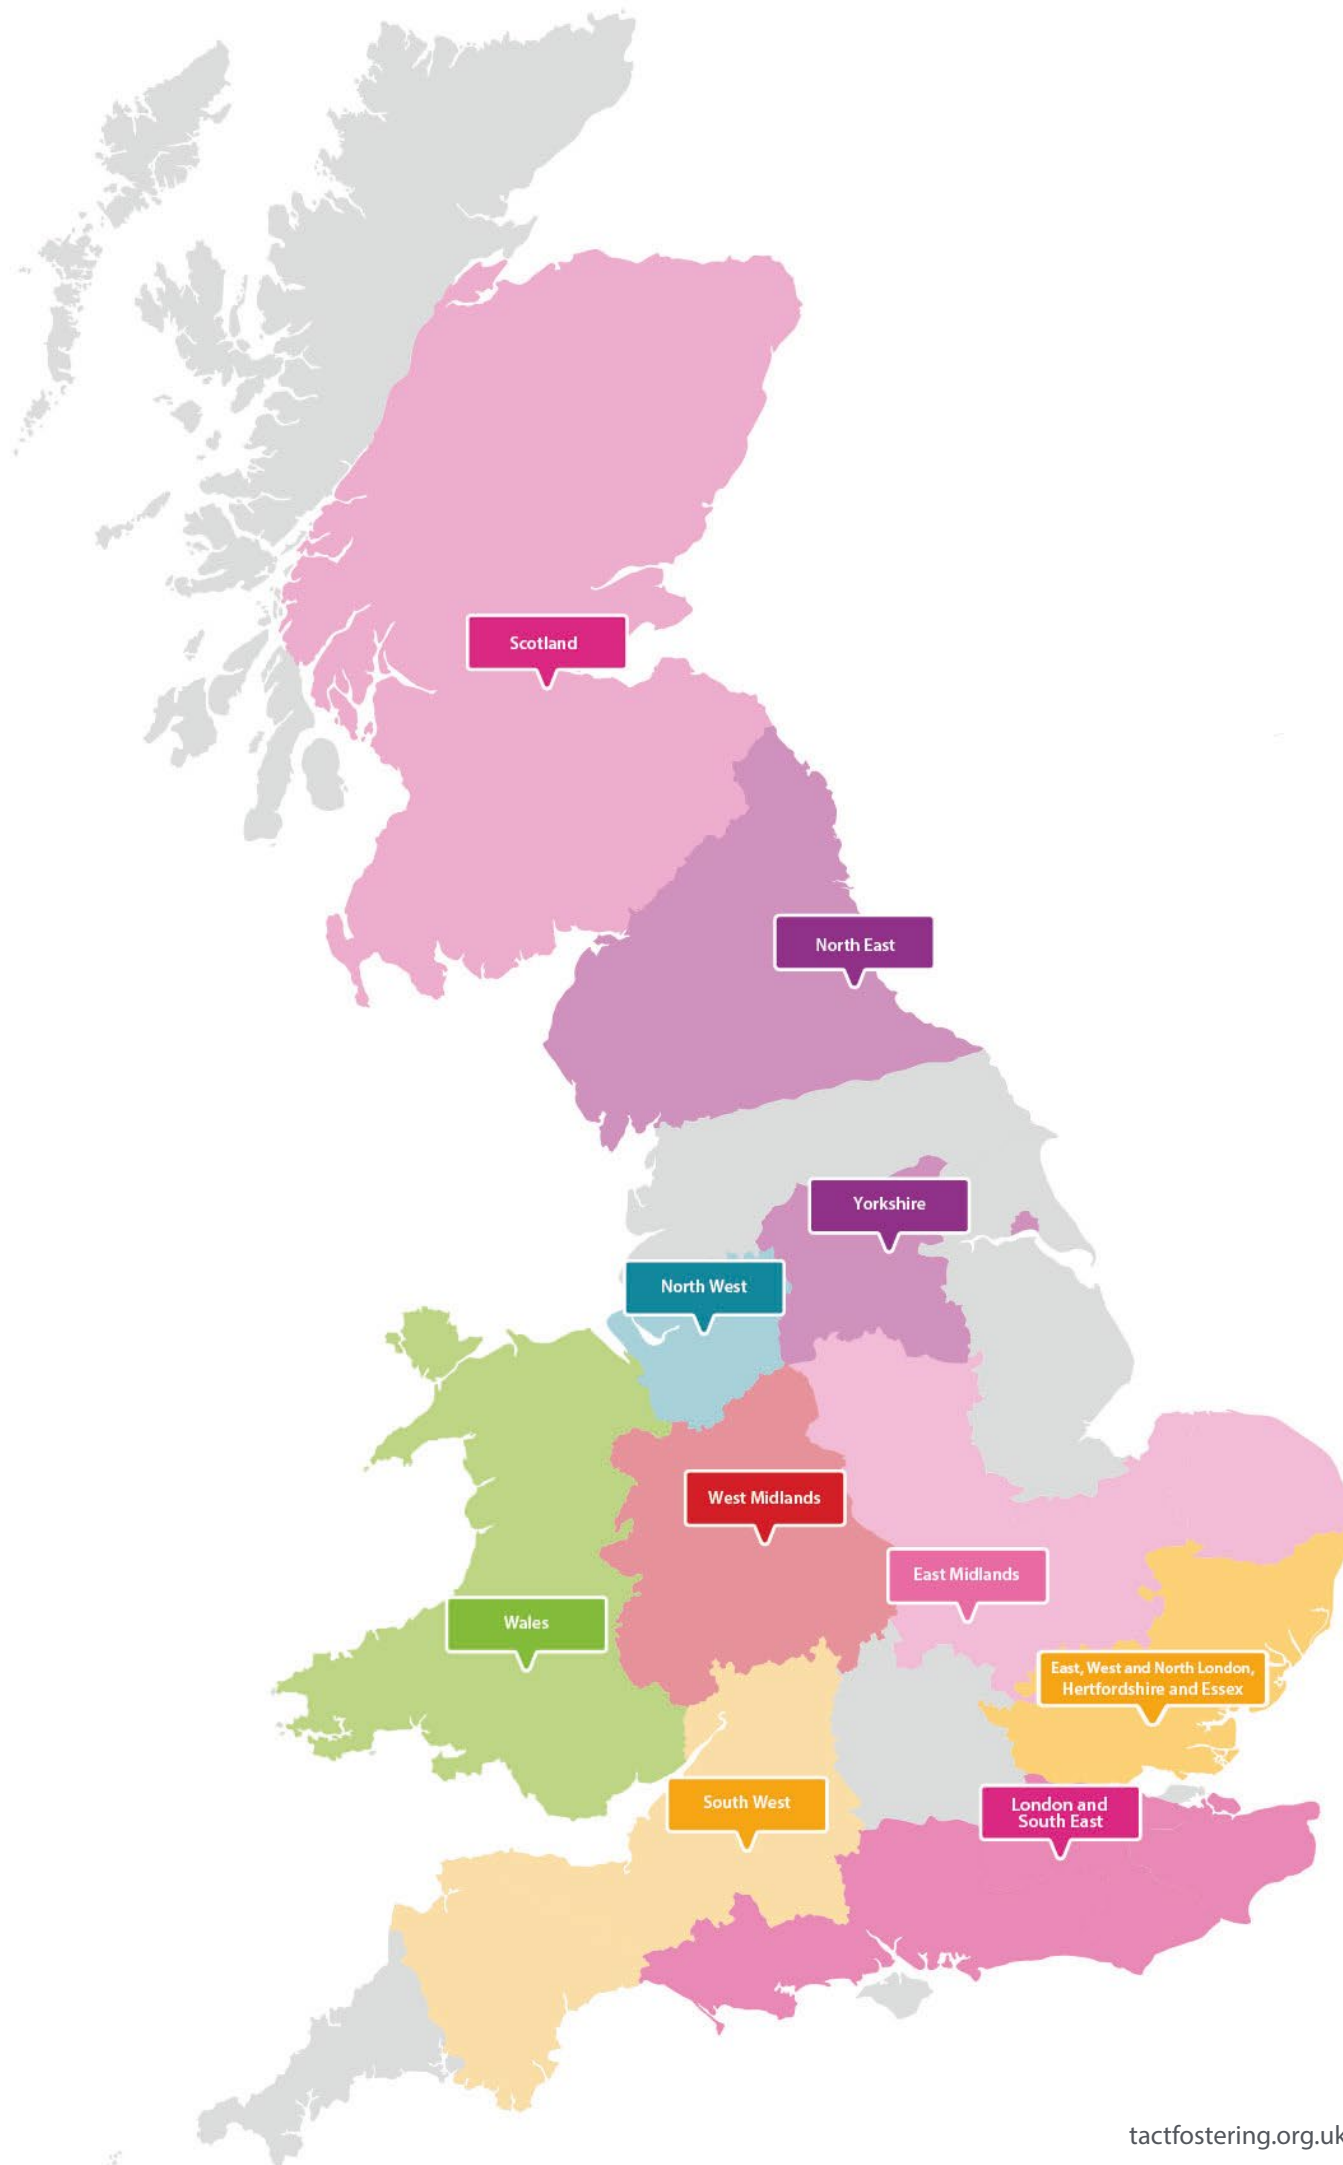 Scotland
North East
Yorkshire
North West
West Midlands
East Midlands
Wales
East, West and North London,
Hertfordshire and Essex
South West
London and
South East
tactfostering.org.uk